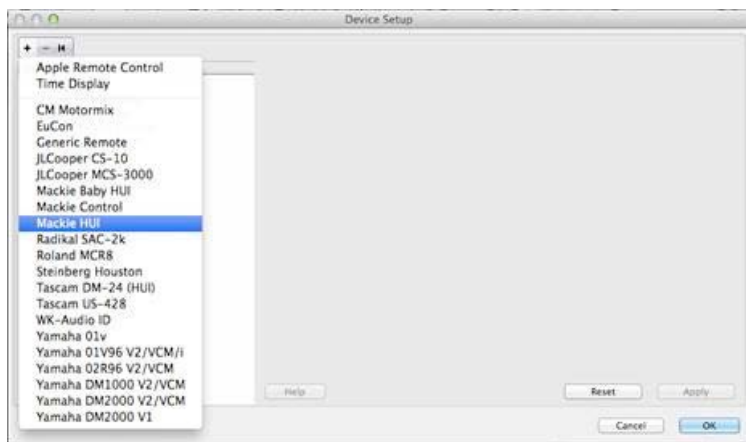 Device Setup
+ −
Apple Remote Control
Time Display
CM Motormix
EuCon
Generic Remote
JLCooper CS-10
JLCooper MCS-3000
Mackie Baby HUI
Mackie Control
Mackie HUI
Radikal SAC-2k
Roland MCR8
Steinberg Houston
Tascam DM-24 (HUI)
Tascam US-428
WK-Audio ID
Yamaha 01v
Yamaha 01V96 V2/VCM/i
Yamaha 02R96 V2/VCM
Yamaha DM1000 V2/VCM
Yamaha DM2000 V2/VCM
Yamaha DM2000 V1
Help
Reset
Apply
Cancel
OK